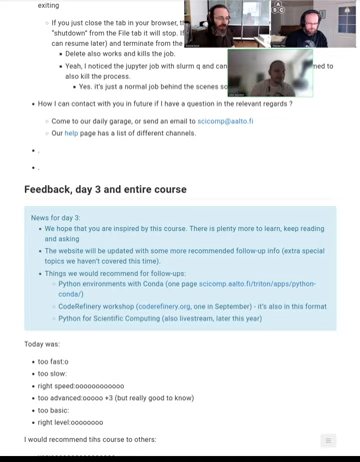 exiting
If you just close the tab in your browser, th
"shutdown" from the File tab it will stop. If
can resume later) and terminate from the
Delete also works and kills the job.
Yeah, I noticed the jupyter job with slurm q and can med to
also kill the process.
Yes. it's just a normal job behind the scenes so
How I can contact with you in future if I have a question in the relevant regards ?
Come to our daily garage, or send an email to scicomp@aalto.fi
Our help page has a list of different channels.
.
.
Feedback, day 3 and entire course
News for day 3:
We hope that you are inspired by this course. There is plenty more to learn, keep reading
and asking
The website will be updated with some more recommended follow-up info (extra special
topics we haven't covered this time).
Things we would recommend for follow-ups:
Python environments with Conda (one page scicomp.aalto.fi/triton/apps/python-
conda/)
CodeRefinery workshop (coderefinery.org, one in September) - it's also in this format
Python for Scientific Computing (also livestream, later this year)
Today was:
too fast:o
too slow:
right speed:oooooooooooo
too advanced:ooooo +3 (but really good to know)
too basic:
right level:oooooooo
I would recommend tihs course to others: